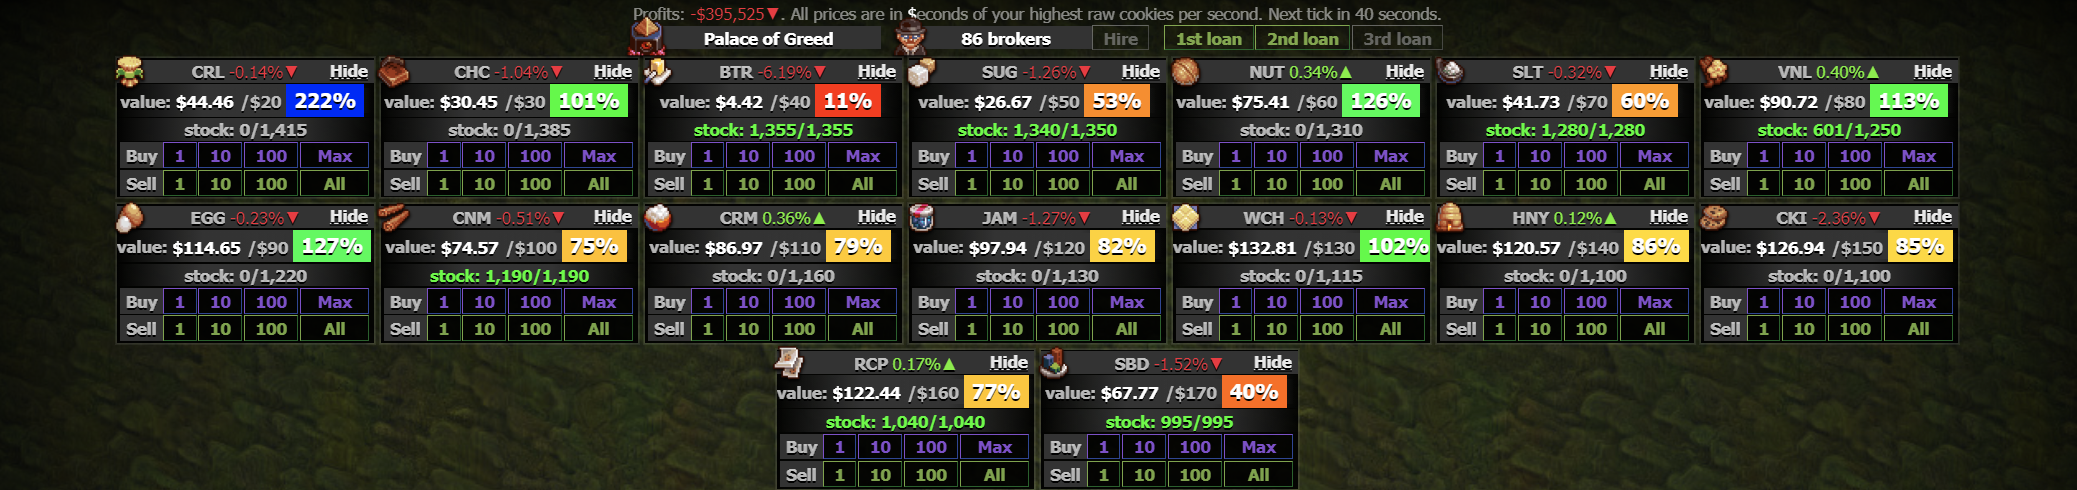 Profits: -$395,525▼. All prices are in $econds of your highest raw cookies per second. Next tick in 40 seconds.
Palace of Greed 86 brokers Hire 1st loan 2nd loan 3rd loan
CRL -0.14%▼ Hide
value: $44.46 /$20 222%
stock: 0/1,415
Buy 1 10 100 Max
Sell 1 10 100 All
CHC -1.04%▼ Hide
value: $30.45 /$30 101%
stock: 0/1,385
Buy 1 10 100 Max
Sell 1 10 100 All
BTR -6.19%▼ Hide
value: $4.42 /$40 11%
stock: 1,355/1,355
Buy 1 10 100 Max
Sell 1 10 100 All
SUG -1.26%▼ Hide
value: $26.67 /$50 53%
stock: 1,340/1,350
Buy 1 10 100 Max
Sell 1 10 100 All
NUT 0.34%▲ Hide
value: $75.41 /$60 126%
stock: 0/1,310
Buy 1 10 100 Max
Sell 1 10 100 All
SLT -0.32%▼ Hide
value: $41.73 /$70 60%
stock: 1,280/1,280
Buy 1 10 100 Max
Sell 1 10 100 All
VNL 0.40%▲ Hide
value: $90.72 /$80 113%
stock: 601/1,250
Buy 1 10 100 Max
Sell 1 10 100 All
EGG -0.23%▼ Hide
value: $114.65 /$90 127%
stock: 0/1,220
Buy 1 10 100 Max
Sell 1 10 100 All
CNM -0.51%▼ Hide
value: $74.57 /$100 75%
stock: 1,190/1,190
Buy 1 10 100 Max
Sell 1 10 100 All
CRM 0.36%▲ Hide
value: $86.97 /$110 79%
stock: 0/1,160
Buy 1 10 100 Max
Sell 1 10 100 All
JAM -1.27%▼ Hide
value: $97.94 /$120 82%
stock: 0/1,130
Buy 1 10 100 Max
Sell 1 10 100 All
WCH -0.13%▼ Hide
value: $132.81 /$130 102%
stock: 0/1,115
Buy 1 10 100 Max
Sell 1 10 100 All
HNY 0.12%▲ Hide
value: $120.57 /$140 86%
stock: 0/1,100
Buy 1 10 100 Max
Sell 1 10 100 All
CKI -2.36%▼ Hide
value: $126.94 /$150 85%
stock: 0/1,100
Buy 1 10 100 Max
Sell 1 10 100 All
RCP 0.17%▲ Hide
value: $122.44 /$160 77%
stock: 1,040/1,040
Buy 1 10 100 Max
Sell 1 10 100 All
SBD -1.52%▼ Hide
value: $67.77 /$170 40%
stock: 995/995
Buy 1 10 100 Max
Sell 1 10 100 All